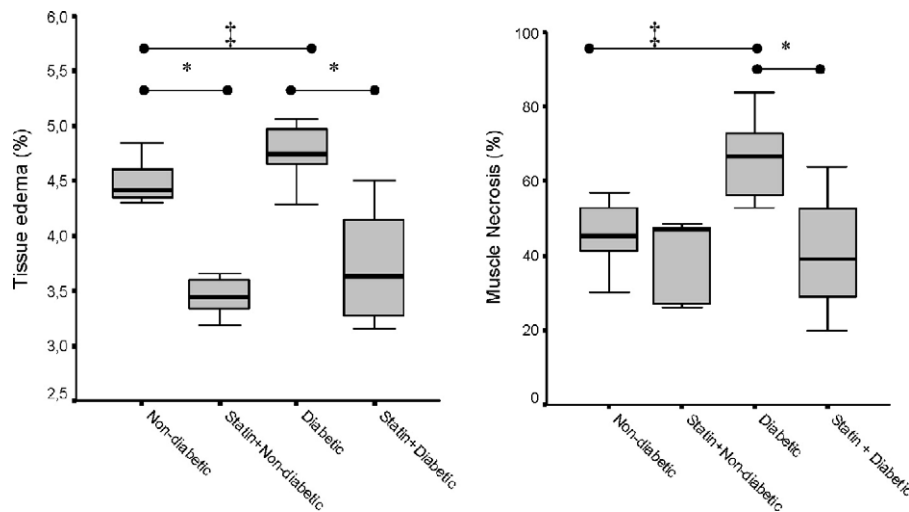 6,0
5,5
5,0
4,5
4,0
3,5
3,0
2,5
Tissue edema (%)
‡
*
*
Non-diabetic
Statin+Non-diabetic
Diabetic
Statin+Diabetic
100
80
60
40
20
0
Muscle Necrosis (%)
‡
*
Non-diabetic
Statin+Non-diabetic
Diabetic
Statin + Diabetic